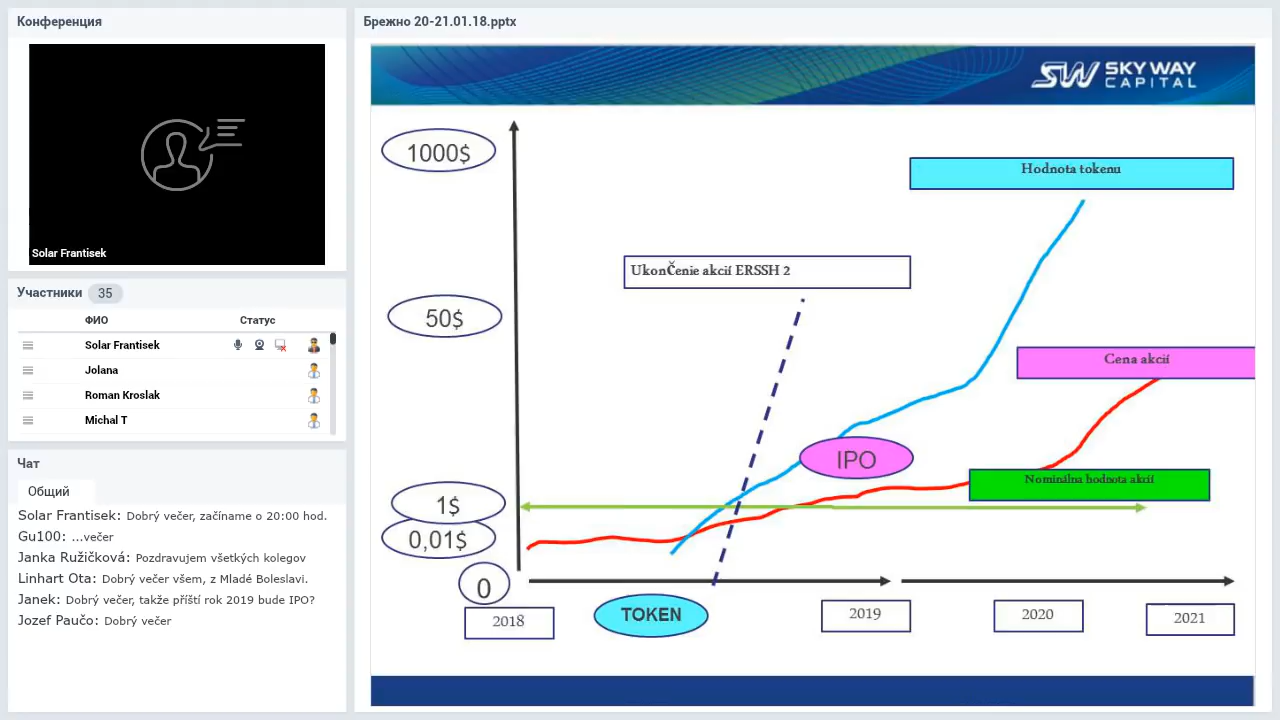 Конференция
Solar Frantisek
Участники 35
ФИО Статус
Solar Frantisek
Jolana
Roman Kroslak
Michal T
Чат
Общий
Solar Frantisek: Dobrý večer, začíname o 20:00 hod.
Gu100: ...večer
Janka Ružičková: Pozdravujem všetkých kolegov
Linhart Ota: Dobrý večer všem, z Mladé Boleslavi.
Janek: Dobrý večer, takže příští rok 2019 bude IPO?
Jozef Paučo: Dobrý večer
Брежно 20-21.01.18.pptx
SW SKY WAY
CAPITAL
1000$
Hodnota tokenu
UkonČenie akcií ERSSH 2
50$
Cena akcií
IPO
Nominálna hodnota akcií
1$
0,01$
0
TOKEN
2018
2019
2020
2021